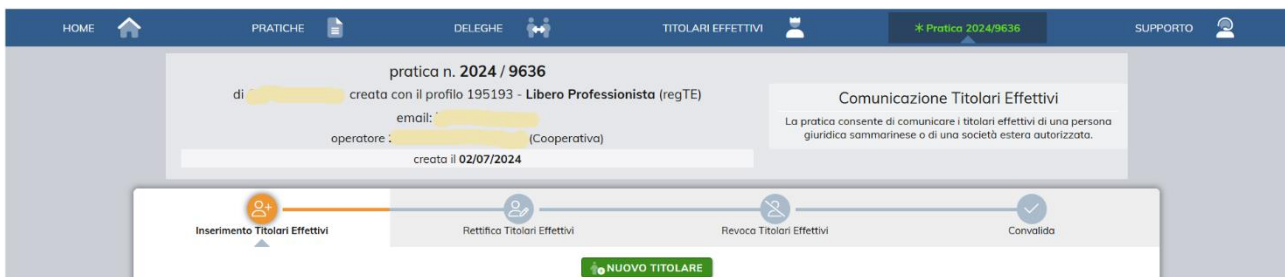 HOME PRATICHE DELEGHE TITOLARI EFFETTIVI * Pratica 2024/9636 SUPPORTO
pratica n. 2024 / 9636
di creata con il profilo 195193 - Libero Professionista (regTE)
email:
operatore (Cooperativa)
creata il 02/07/2024
Comunicazione Titolari Effettivi
La pratica consente di comunicare i titolari effettivi di una persona
giuridica sammarinese o di una società estera autorizzata.
Inserimento Titolari Effettivi Rettifica Titolari Effettivi Revoca Titolari Effettivi Convalida
NUOVO TITOLARE